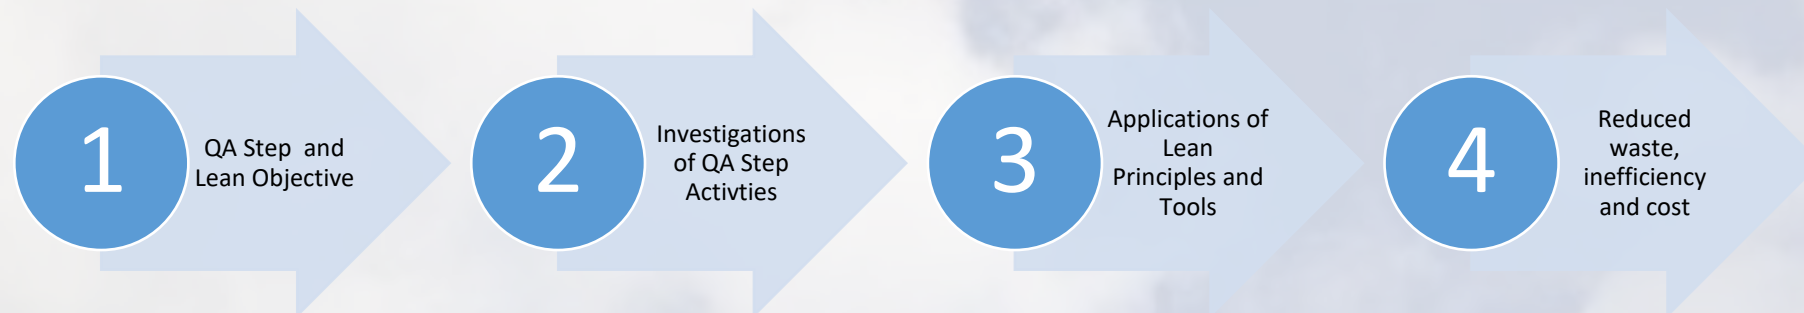 1
QA Step  and
Lean Objective
2
Investigations
of QA Step
Activties
3
Applications of
Lean
Principles and
Tools
4
Reduced
waste,
inefficiency
and cost